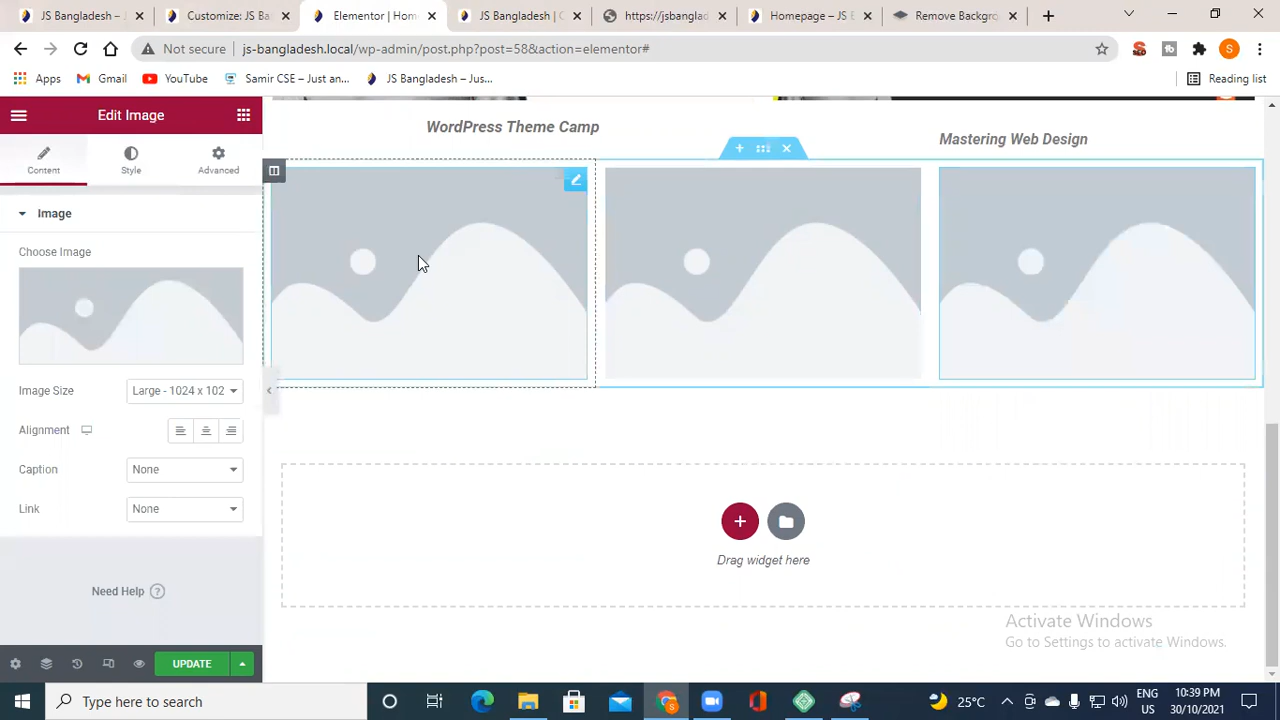 JS Bangladesh
Customize: JS Ba
Elementor | Hom
JS Bangladesh | C
https://jsbanglad
Homepage – JS B
Remove Backgro
Not secure
js-bangladesh.local/wp-admin/post.php?post=58&action=elementor#
S
Apps
Gmail
YouTube
Samir CSE – Just an...
JS Bangladesh – Jus...
Reading list
Edit Image
WordPress Theme Camp
Mastering Web Design
Content
Style
Advanced
Image
Choose Image
Image Size
Large - 1024 x 102
Alignment
Caption
None
Link
None
Drag widget here
Need Help
Activate Windows
Go to Settings to activate Windows.
UPDATE
Type here to search
25°C
ENG
US
10:39 PM
30/10/2021